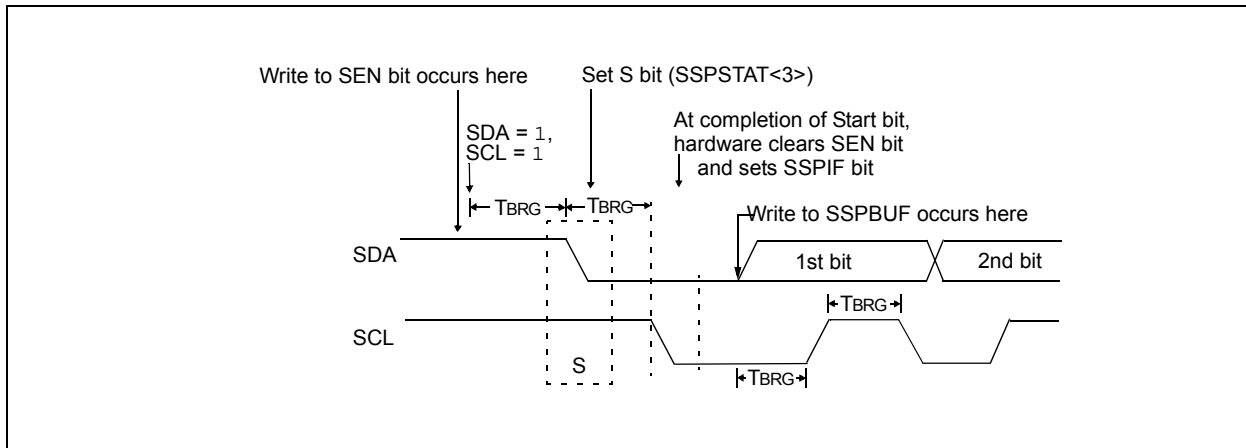 Write to SEN bit occurs here
Set S bit (SSPSTAT<3>)
SDA = 1,
SCL = 1
At completion of Start bit,
hardware clears SEN bit
and sets SSPIF bit
TBRG
TBRG
Write to SSPBUF occurs here
SDA
1st bit
2nd bit
TBRG
SCL
S
TBRG